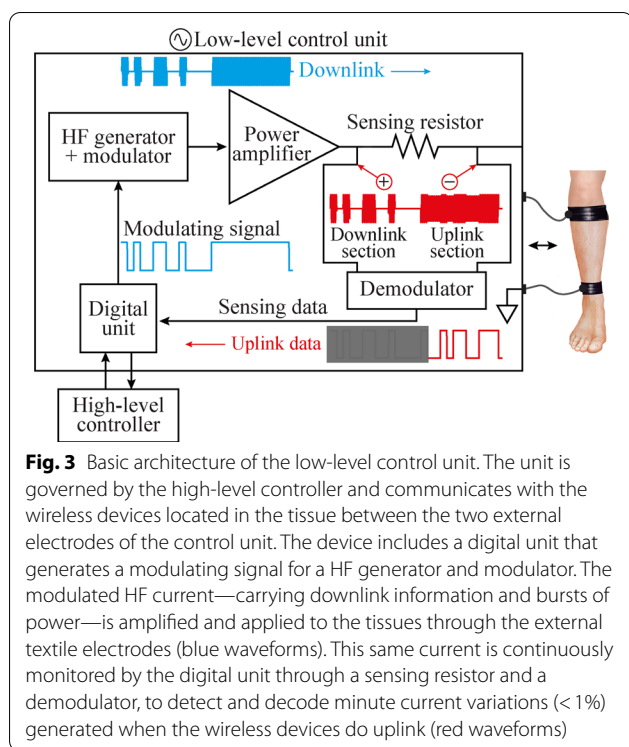 Low-level control unit
Downlink
HF generator
+ modulator
Power
amplifier
Sensing resistor
+
−
Modulating signal
Downlink
section
Uplink
section
Demodulator
Digital
unit
Sensing data
Uplink data
High-level
controller
Fig. 3 Basic architecture of the low-level control unit. The unit is
governed by the high-level controller and communicates with the
wireless devices located in the tissue between the two external
electrodes of the control unit. The device includes a digital unit that
generates a modulating signal for a HF generator and modulator. The
modulated HF current—carrying downlink information and bursts of
power—is amplified and applied to the tissues through the external
textile electrodes (blue waveforms). This same current is continuously
monitored by the digital unit through a sensing resistor and a
demodulator, to detect and decode minute current variations (< 1%)
generated when the wireless devices do uplink (red waveforms)